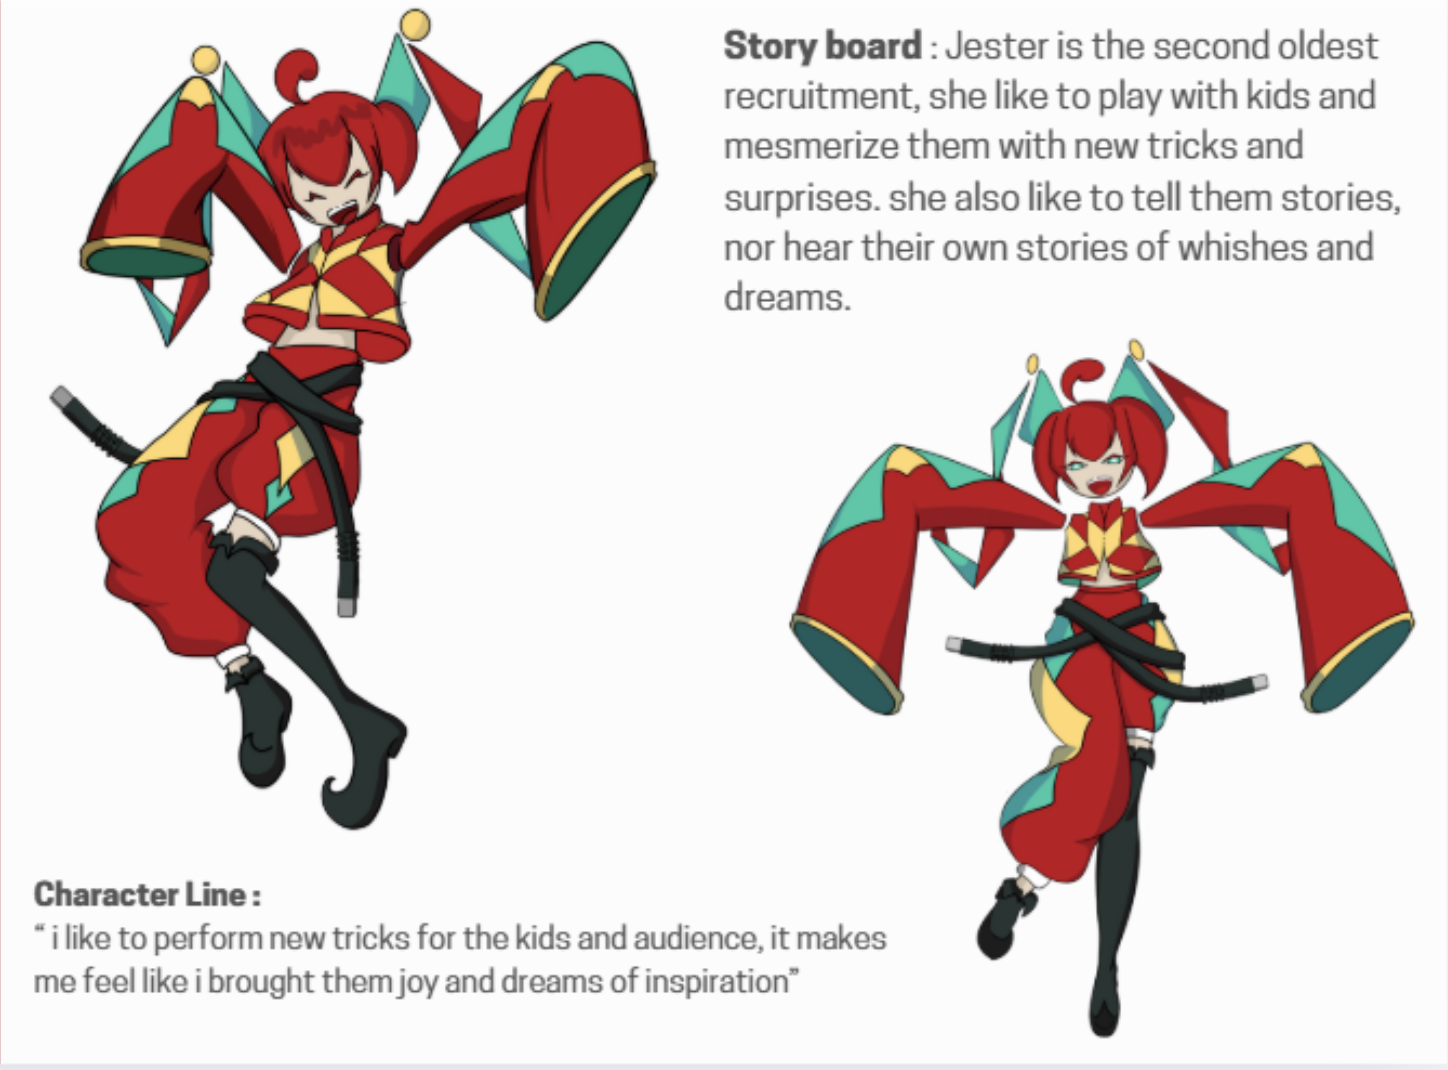 Story board : Jester is the second oldest
recruitment, she like to play with kids and
mesmerize them with new tricks and
surprises. she also like to tell them stories,
nor hear their own stories of whishes and
dreams.
Character Line :
“ i like to perform new tricks for the kids and audience, it makes
me feel like i brought them joy and dreams of inspiration”